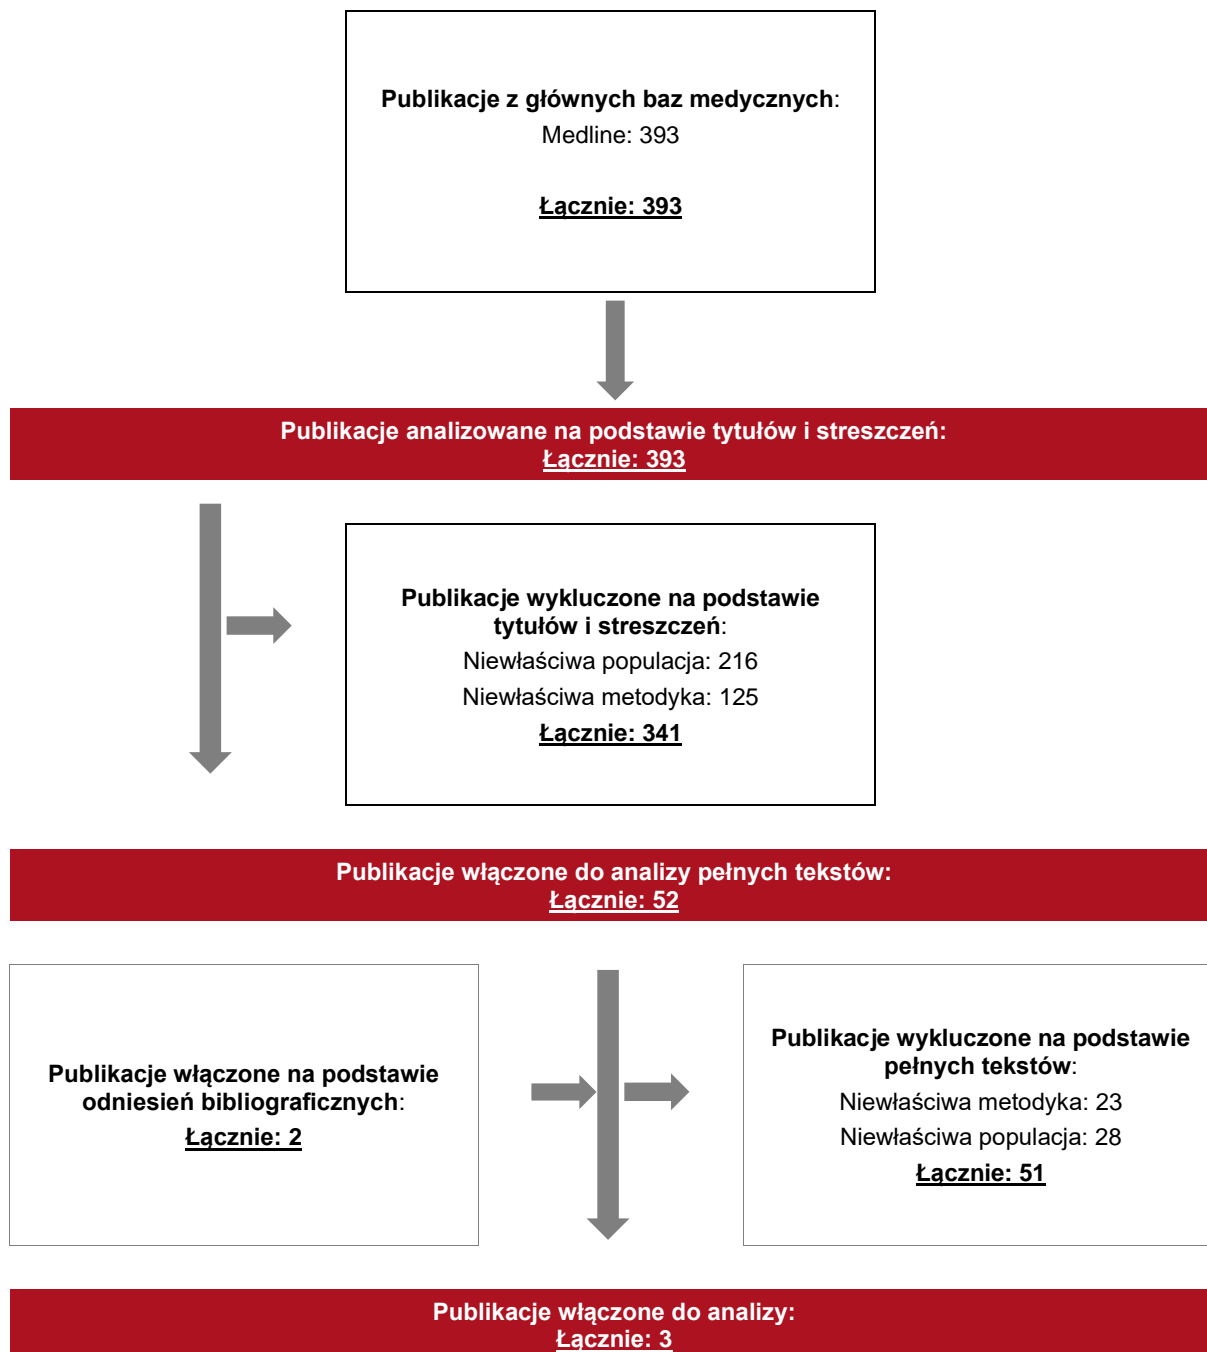 Publikacje z głównych baz medycznych:
Medline: 393
Łącznie: 393
Publikacje analizowane na podstawie tytułów i streszczeń:
Łącznie: 393
Publikacje wykluczone na podstawie
tytułów i streszczeń:
Niewłaściwa populacja: 216
Niewłaściwa metodyka: 125
Łącznie: 341
Publikacje włączone do analizy pełnych tekstów:
Łącznie: 52
Publikacje włączone na podstawie
odniesień bibliograficznych:
Łącznie: 2
Publikacje wykluczone na podstawie
pełnych tekstów:
Niewłaściwa metodyka: 23
Niewłaściwa populacja: 28
Łącznie: 51
Publikacje włączone do analizy:
Łącznie: 3